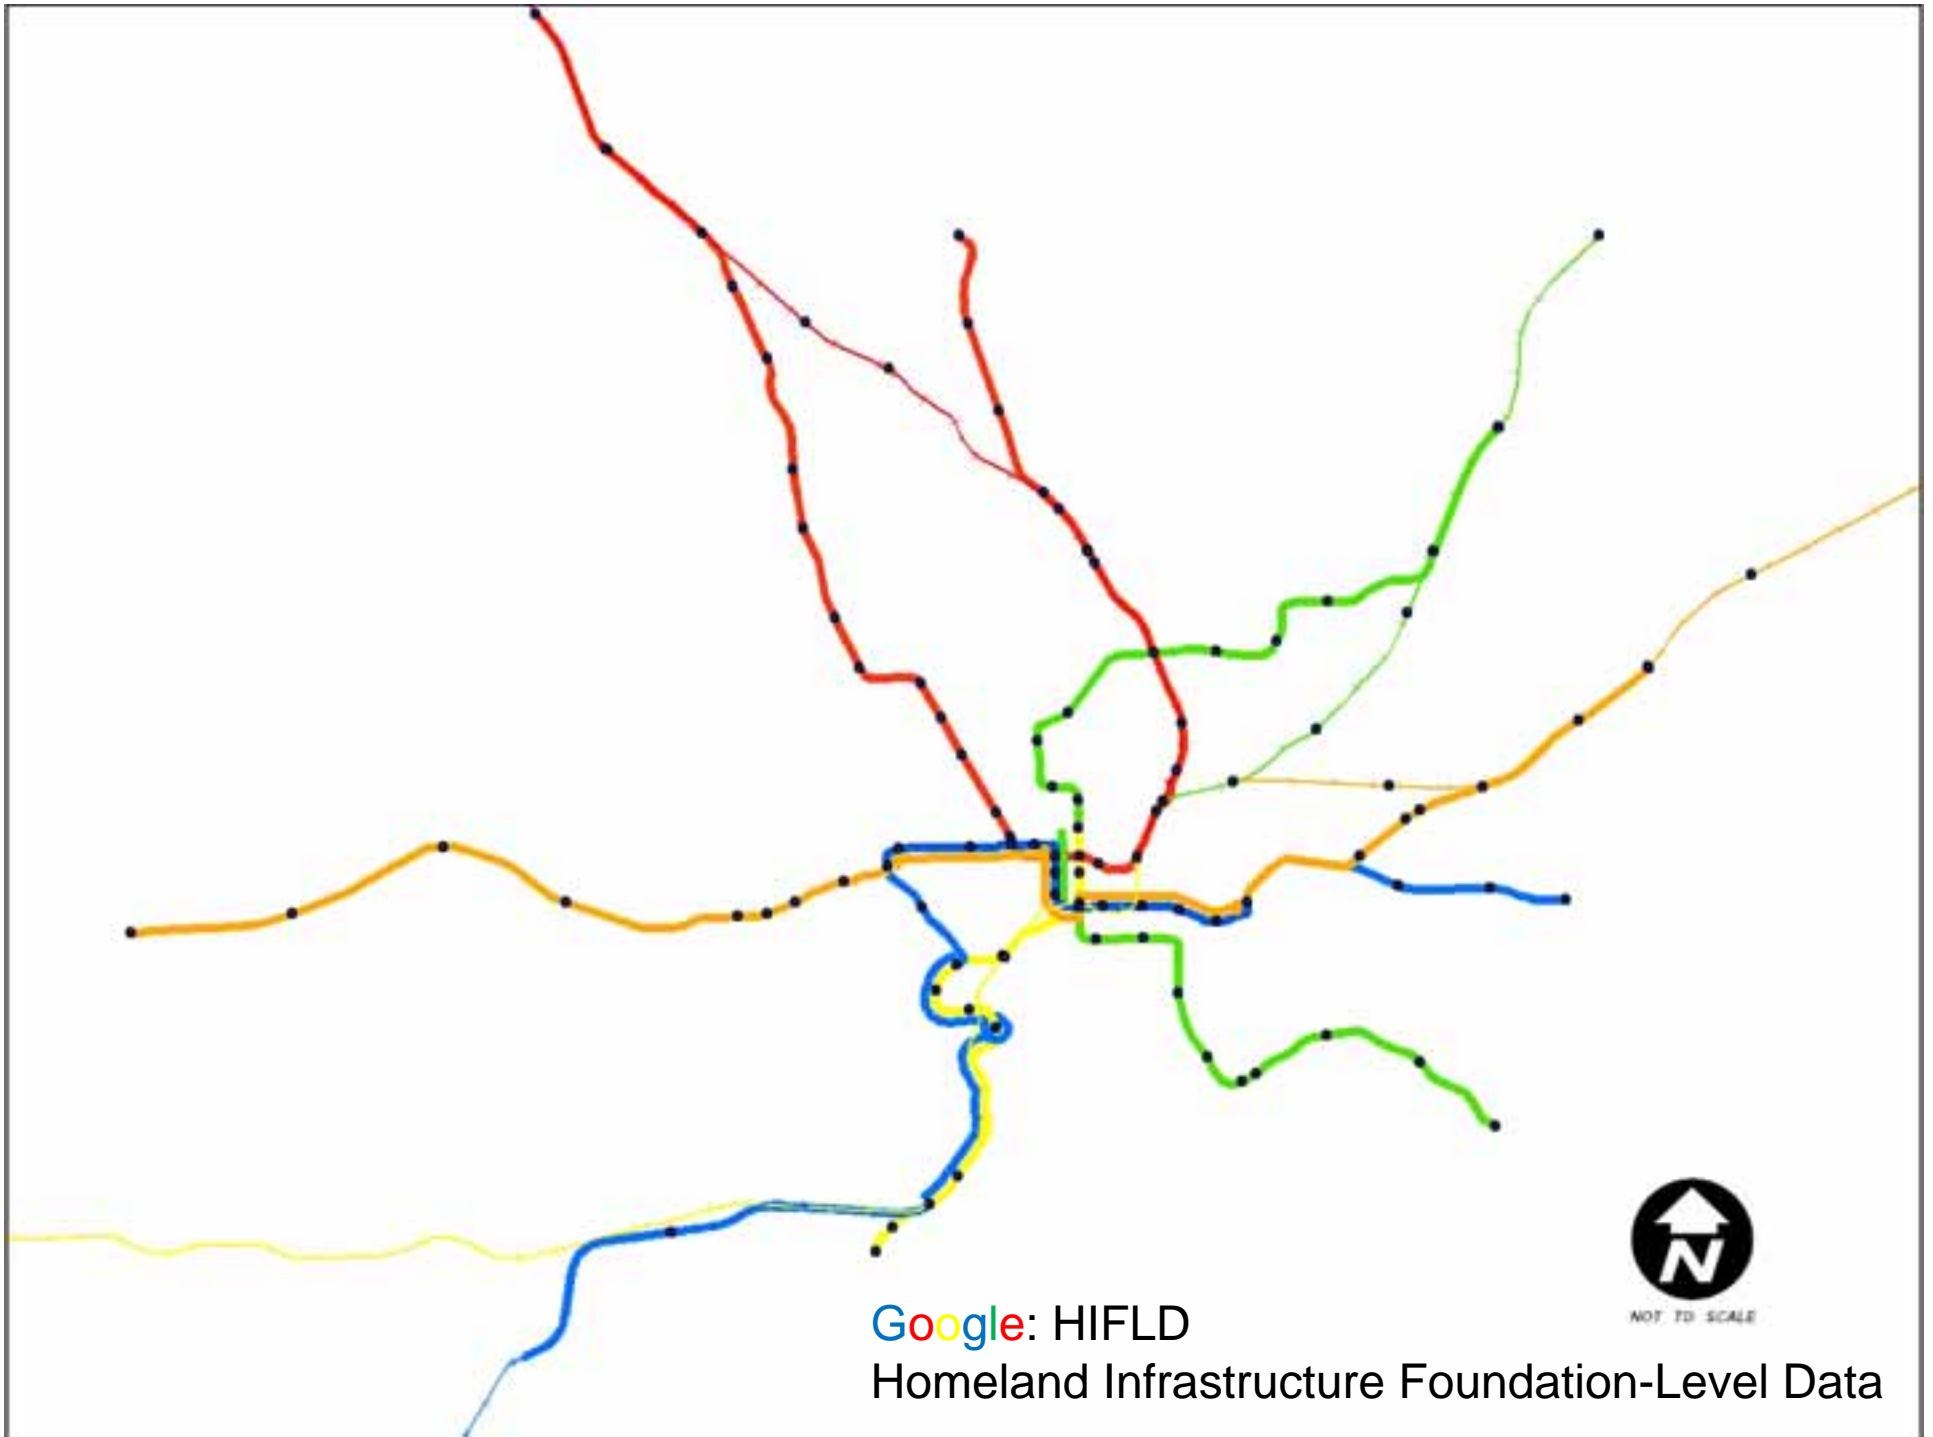 N
NOT TO SCALE
Google: HIFLD
Homeland Infrastructure Foundation-Level Data